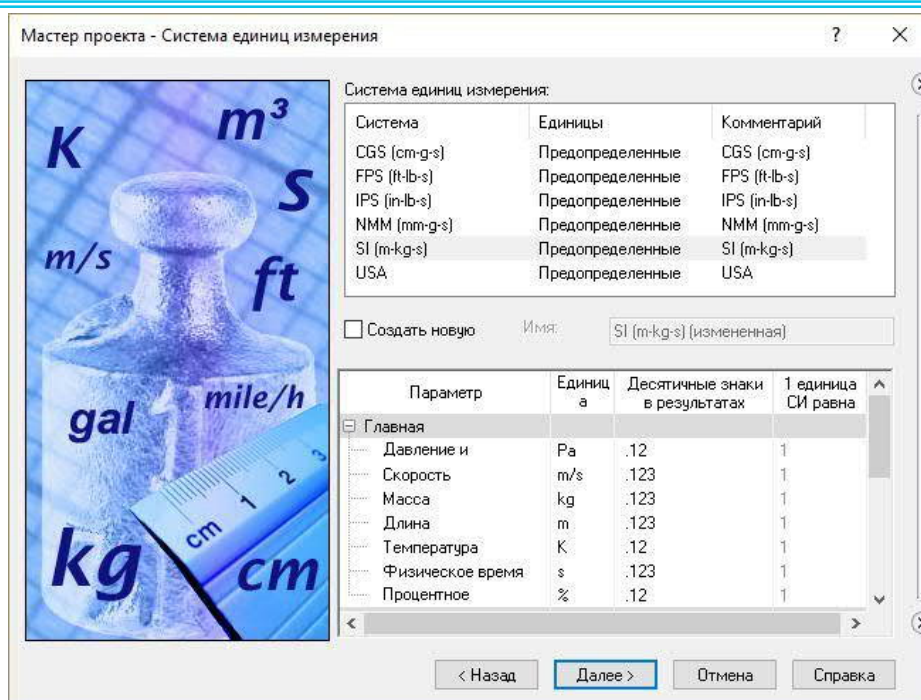 Мастер проекта - Система единиц измерения ? ×
K m³
S
m/s ft
gal mile/h
kg cm
cm 1 2 3
Система единиц измерения:
Система Единицы Комментарий
CGS (cm-g-s) Предопределенные CGS (cm-g-s)
FPS (ft-lb-s) Предопределенные FPS (ft-lb-s)
IPS (in-lb-s) Предопределенные IPS (in-lb-s)
NMM (mm-g-s) Предопределенные NMM (mm-g-s)
SI (m-kg-s) Предопределенные SI (m-kg-s)
USA Предопределенные USA
Создать новую Имя: SI (m-kg-s) (измененная)
Параметр Единиц Десятичные знаки 1 единица
а в результатах СИ равна
Главная
Давление и Pa .12 1
Скорость m/s .123 1
Масса kg .123 1
Длина m .123 1
Температура K .12 1
Физическое время s .123 1
Процентное % .12 1
< Назад Далее > Отмена Справка